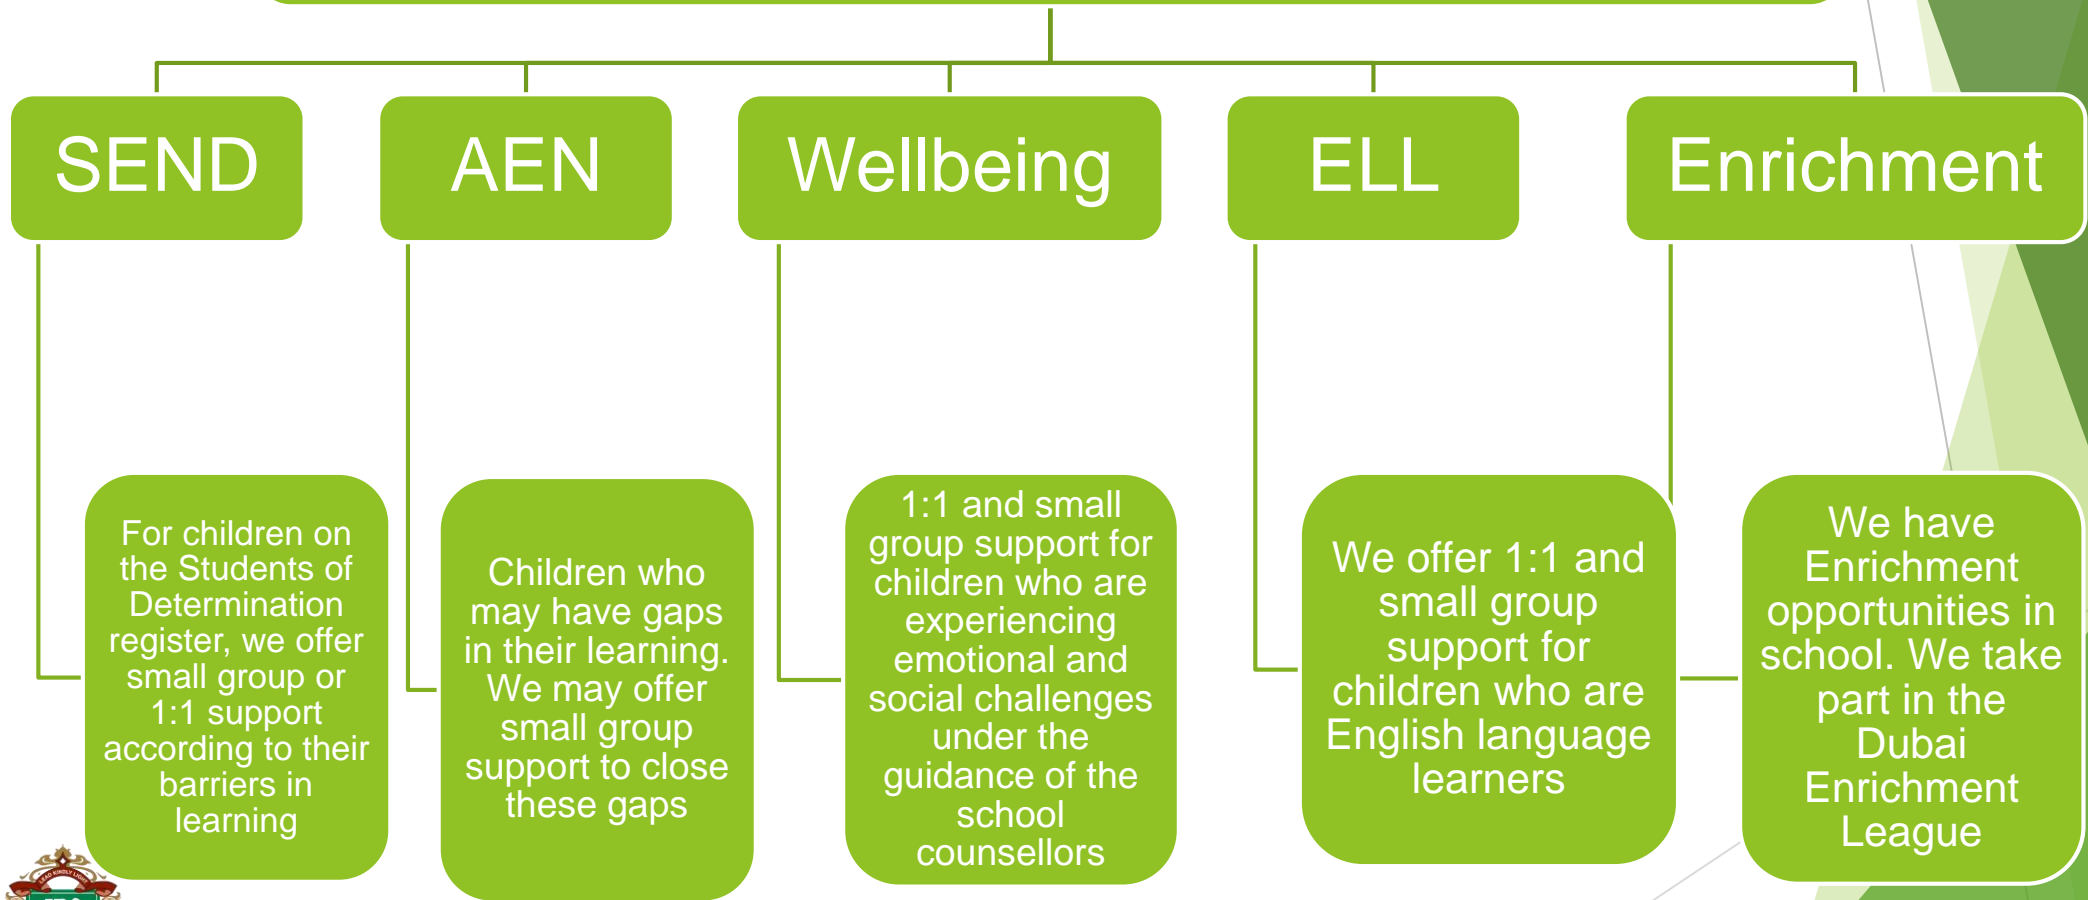 SEND
AEN
Wellbeing
ELL
Enrichment
For children on
the Students of
Determination
register, we offer
small group or
1:1 support
according to their
barriers in
learning
Children who
may have gaps
in their learning.
We may offer
small group
support to close
these gaps
1:1 and small
group support for
children who are
experiencing
emotional and
social challenges
under the
guidance of the
school
counsellors
We offer 1:1 and
small group
support for
children who are
English language
learners
We have
Enrichment
opportunities in
school. We take
part in the
Dubai
Enrichment
League
LEAD KINDLY LIGHT